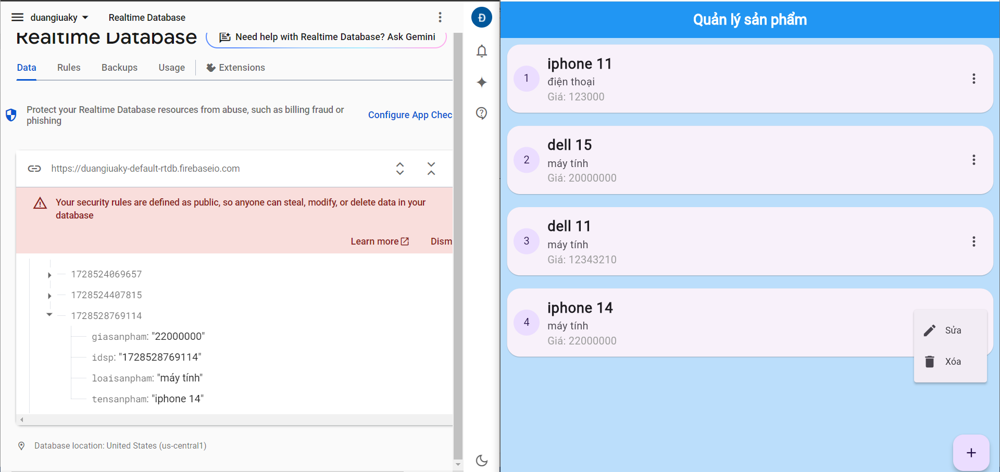 duangiuaky
Realtime Database
Realtime Database
Need help with Realtime Database? Ask Gemini
Data
Rules
Backups
Usage
Extensions
Protect your Realtime Database resources from abuse, such as billing fraud or
phishing
Configure App Chec
https://duangiuaky-default-rtdb.firebaseio.com
Your security rules are defined as public, so anyone can steal, modify, or delete data in your
database
Learn more
Dism
1728524069657
1728524407815
1728528769114
giasanpham: "22000000"
idsp: "1728528769114"
loaisanpham: "máy tính"
tensanpham: "iphone 14"
Database location: United States (us-central1)
Đ
Quản lý sản phẩm
1
iphone 11
điện thoại
Giá: 123000
2
dell 15
máy tính
Giá: 20000000
3
dell 11
máy tính
Giá: 12343210
4
iphone 14
máy tính
Giá: 22000000
Sửa
Xóa